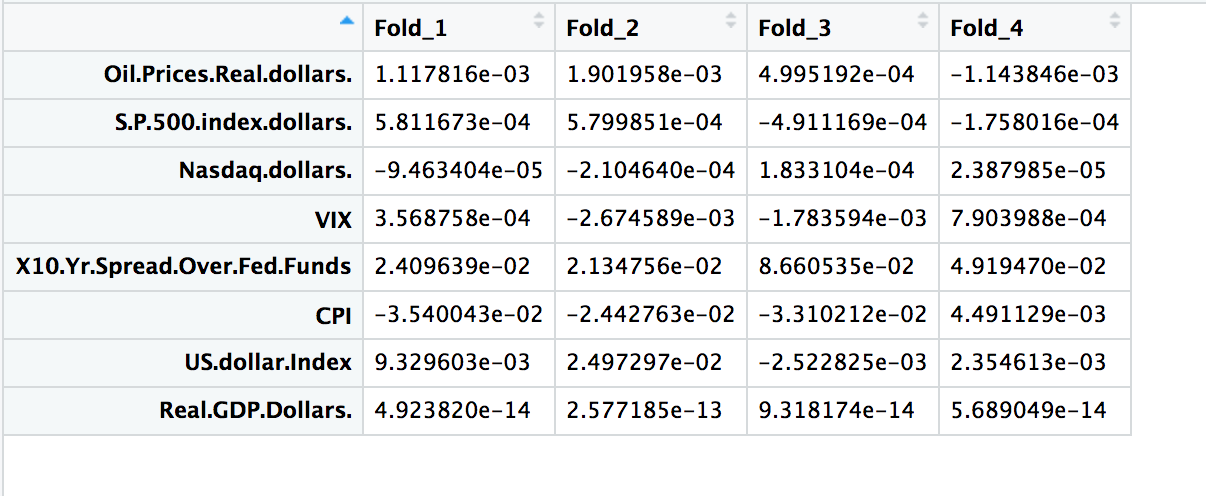 Fold_1 Fold_2 Fold_3 Fold_4
Oil.Prices.Real.dollars. 1.117816e-03 1.901958e-03 4.995192e-04 -1.143846e-03
S.P.500.index.dollars. 5.811673e-04 5.799851e-04 -4.911169e-04 -1.758016e-04
Nasdaq.dollars. -9.463404e-05 -2.104640e-04 1.833104e-04 2.387985e-05
VIX 3.568758e-04 -2.674589e-03 -1.783594e-03 7.903988e-04
X10.Yr.Spread.Over.Fed.Funds 2.409639e-02 2.134756e-02 8.660535e-02 4.919470e-02
CPI -3.540043e-02 -2.442763e-02 -3.310212e-02 4.491129e-03
US.dollar.Index 9.329603e-03 2.497297e-02 -2.522825e-03 2.354613e-03
Real.GDP.Dollars. 4.923820e-14 2.577185e-13 9.318174e-14 5.689049e-14